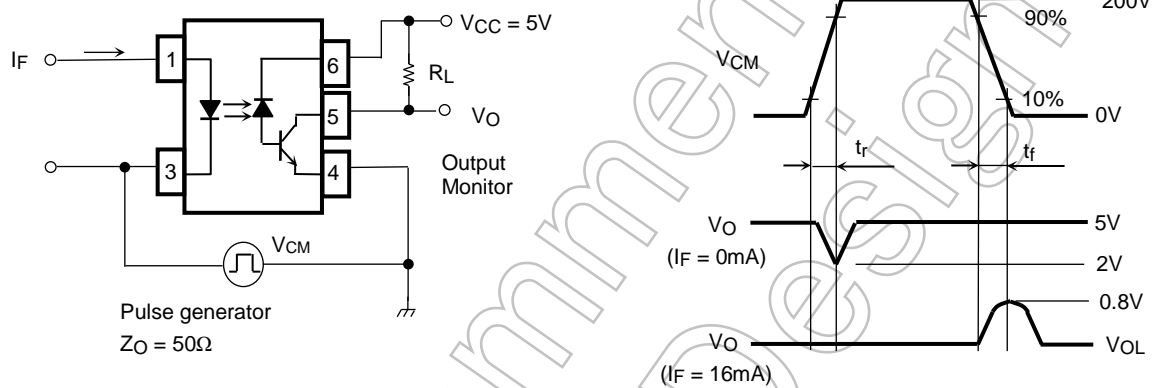 VCC = 5V
IF
1
6
RL
5
VO
3
4
Output
Monitor
VCM
Pulse generator
ZO = 50Ω
200V
90%
VCM
10%
0V
tr
tf
VO
5V
(IF = 0mA)
2V
0.8V
VO
VOL
(IF = 16mA)
Design